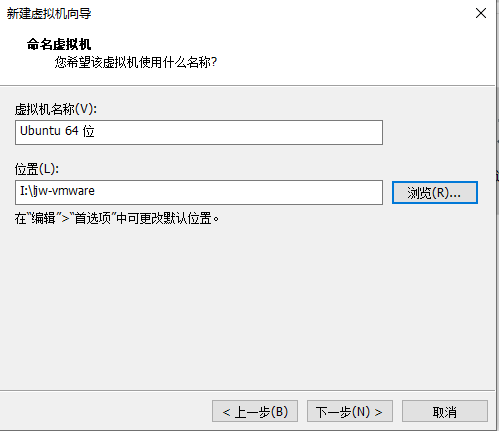 新建虚拟机向导
命名虚拟机
您希望该虚拟机使用什么名称?
虚拟机名称(V):
Ubuntu 64 位
位置(L):
I:\ljw-vmware
浏览(R)...
在“编辑”>“首选项”中可更改默认位置。
< 上一步(B)
下一步(N) >
取消